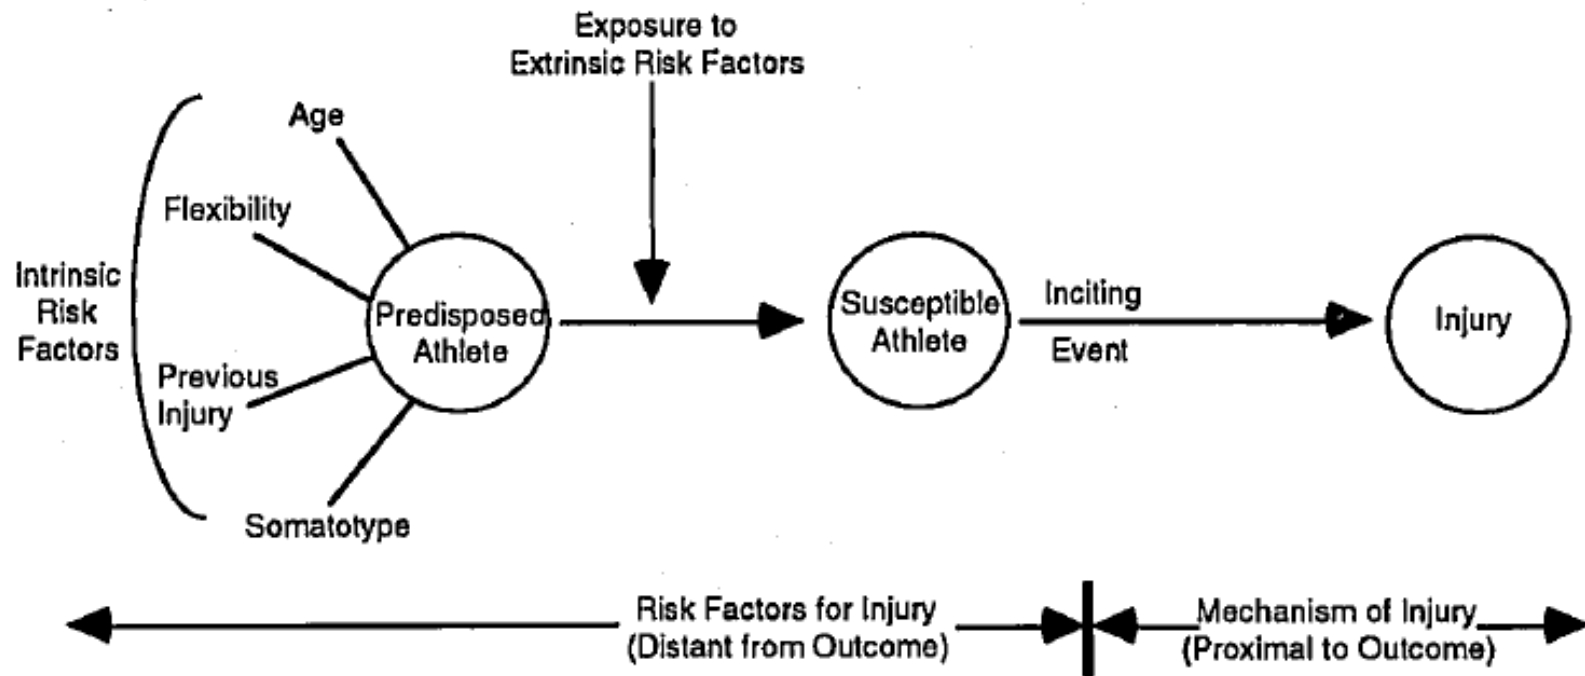 Exposure to
Extrinsic Risk Factors
Age
Flexibility
Intrinsic
Risk
Factors
Predisposed
Athlete
Previous
Injury
Somatotype
Susceptible
Athlete
Inciting
Event
Injury
Risk Factors for Injury
(Distant from Outcome)
Mechanism of Injury
(Proximal to Outcome)